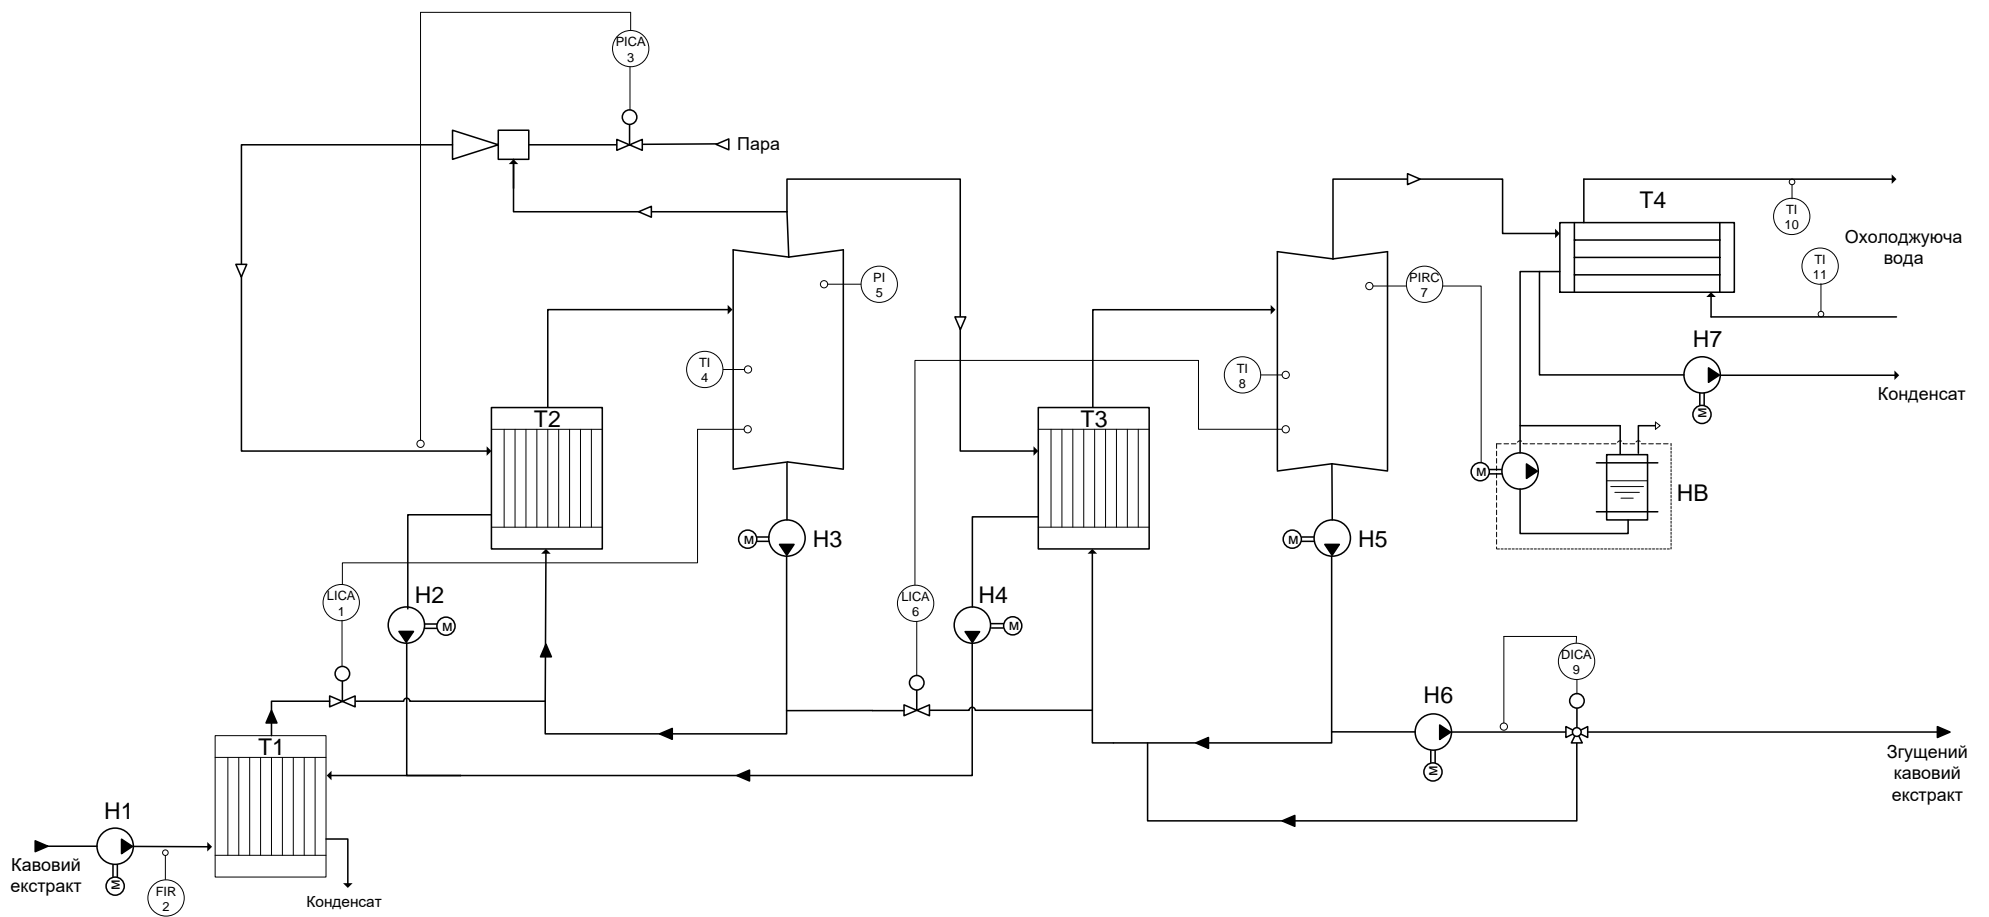 PICA
3
Пара
T4
TI
10
Охолоджуюча
вода
TI
11
PI
5
PIRC
7
H7
M
Конденсат
TI
4
TI
8
T2
T3
M
HB
M
H3
M
H5
LICA
1
H2
M
LICA
6
H4
M
DICA
9
H6
M
T1
Згущений
кавовий
екстракт
H1
M
Кавовий
екстракт
FIR
2
Конденсат